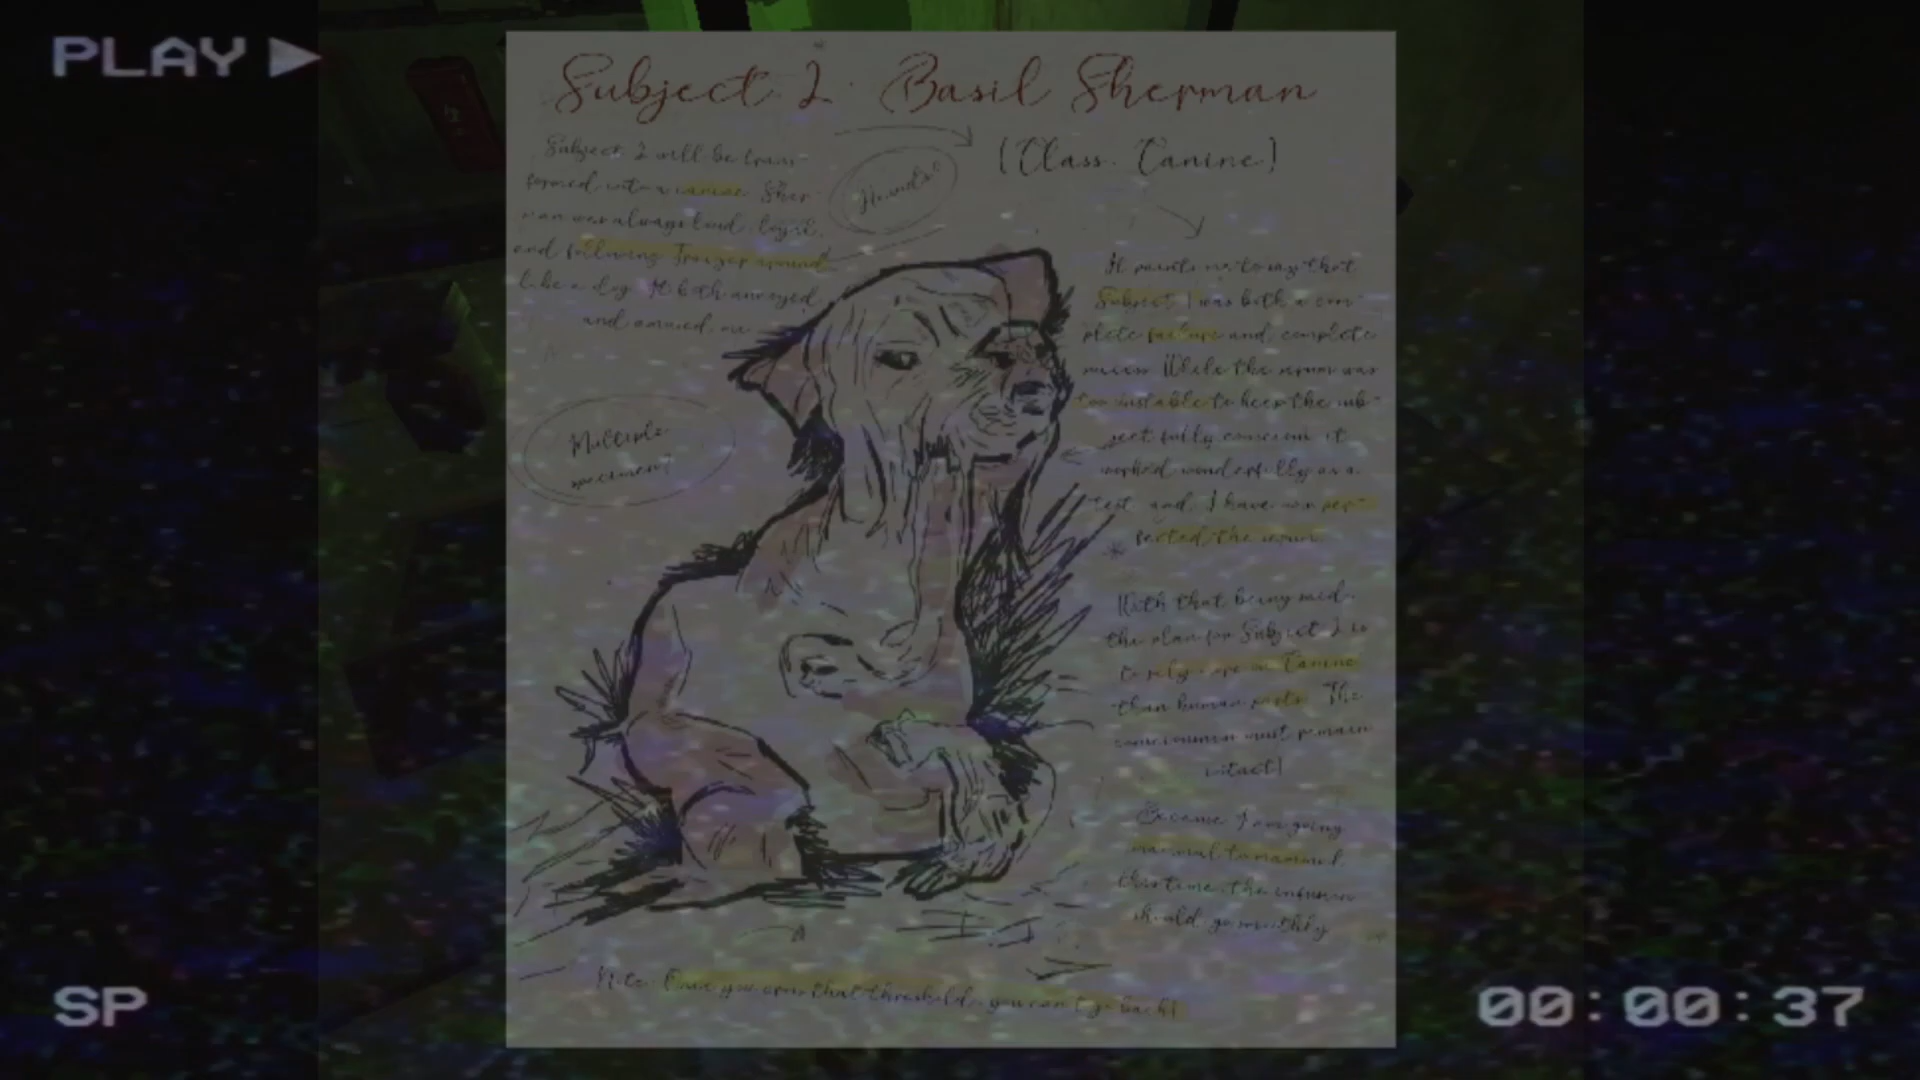 PLAY
Subject 2: Basil Sherman
(Class: Canine)
Hounds?
Subject 2 will be trans-
formed into a canine. Sher-
man was always loud, loyal,
and following around
like a dog. It both annoyed
and amused me
Multiple
specimens?
It pains me to say that
Subject 1 was both a com-
plete failure and complete
success. While the serum was
too unstable to keep the sub-
ject fully conscious it
worked wonderfully as a
test and I have now per-
fected the serum
With that being said,
the plan for Subject 2 is
to rely more on Canine
than human parts. The
consciousness must remain
intact!
Because I am going
mammal to mammal
this time, the infusion
should go smoothly
Note: Once you cross that threshold, you can't go back!
SP
00:00:37